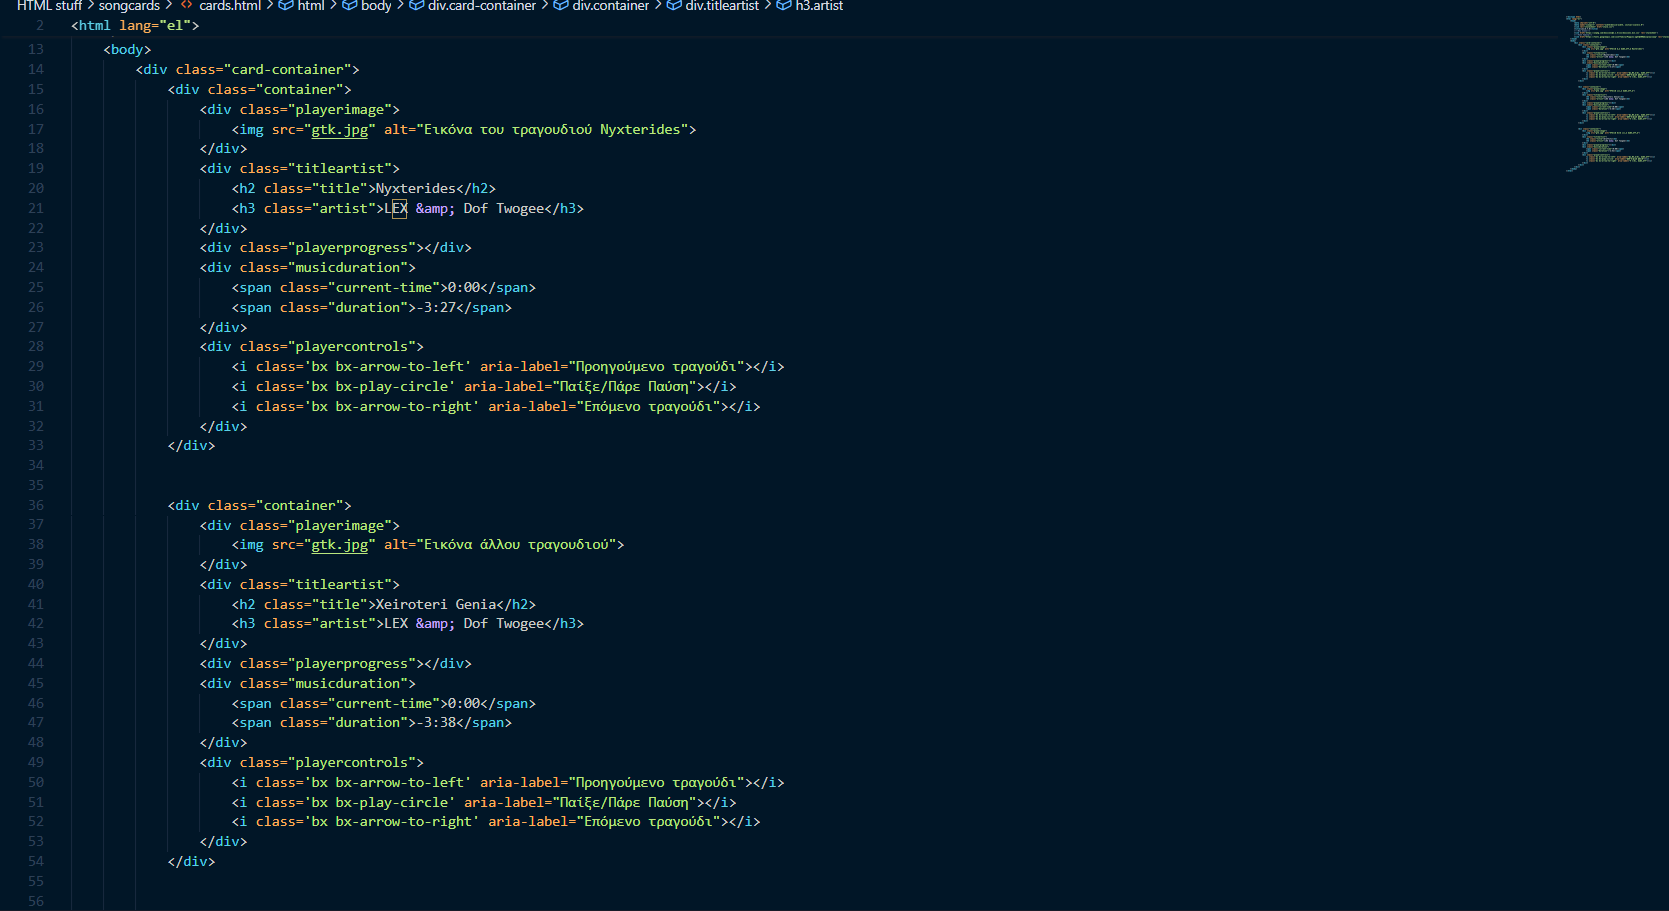 HTML stuff > songcards > <> cards.html > html > body > div.card-container > div.container > div.titleartist > h3.artist
2 <html lang="el">
13 <body>
14 <div class="card-container">
15 <div class="container">
16 <div class="playerimage">
17 <img src="gtk.jpg" alt="Εικόνα του τραγουδιού Nyxterides">
18 </div>
19 <div class="titleartist">
20 <h2 class="title">Nyxterides</h2>
21 <h3 class="artist">LEX &amp; Dof Twogee</h3>
22 </div>
23 <div class="playerprogress"></div>
24 <div class="musicduration">
25 <span class="current-time">0:00</span>
26 <span class="duration">-3:27</span>
27 </div>
28 <div class="playercontrols">
29 <i class='bx bx-arrow-to-left' aria-label="Προηγούμενο τραγούδι"></i>
30 <i class='bx bx-play-circle' aria-label="Παίξε/Πάρε Παύση"></i>
31 <i class='bx bx-arrow-to-right' aria-label="Επόμενο τραγούδι"></i>
32 </div>
33 </div>
34
35
36 <div class="container">
37 <div class="playerimage">
38 <img src="gtk.jpg" alt="Εικόνα άλλου τραγουδιού">
39 </div>
40 <div class="titleartist">
41 <h2 class="title">Xeiroteri Genia</h2>
42 <h3 class="artist">LEX &amp; Dof Twogee</h3>
43 </div>
44 <div class="playerprogress"></div>
45 <div class="musicduration">
46 <span class="current-time">0:00</span>
47 <span class="duration">-3:38</span>
48 </div>
49 <div class="playercontrols">
50 <i class='bx bx-arrow-to-left' aria-label="Προηγούμενο τραγούδι"></i>
51 <i class='bx bx-play-circle' aria-label="Παίξε/Πάρε Παύση"></i>
52 <i class='bx bx-arrow-to-right' aria-label="Επόμενο τραγούδι"></i>
53 </div>
54 </div>
55
56